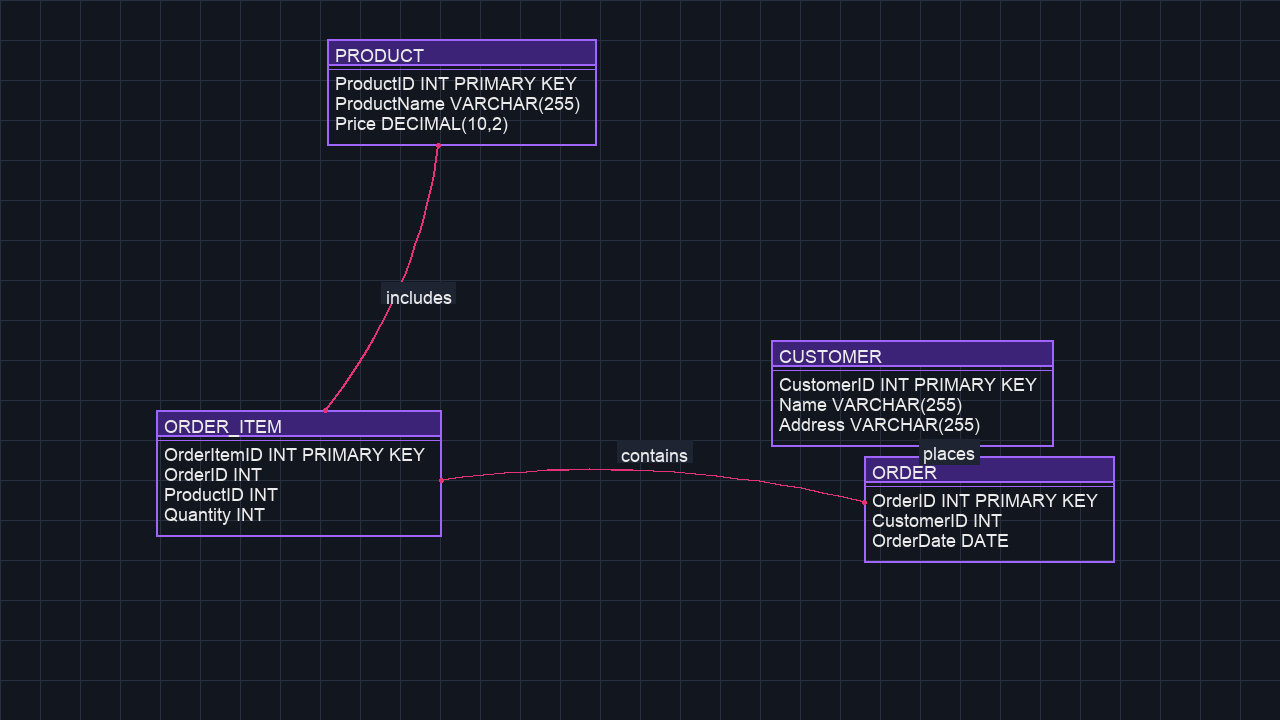 PRODUCT
ProductID INT PRIMARY KEY
ProductName VARCHAR(255)
Price DECIMAL(10,2)
includes
CUSTOMER
CustomerID INT PRIMARY KEY
Name VARCHAR(255)
Address VARCHAR(255)
ORDER_ITEM
OrderItemID INT PRIMARY KEY
OrderID INT
ProductID INT
Quantity INT
contains
places
ORDER
OrderID INT PRIMARY KEY
CustomerID INT
OrderDate DATE